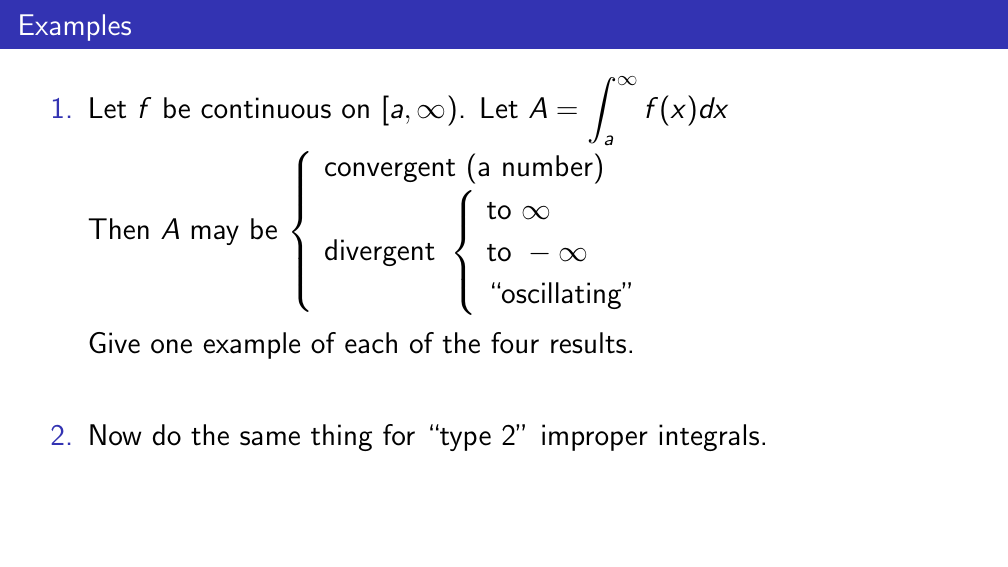 Examples
1. Let f be continuous on [a, ∞). Let A = ∫_a^∞ f(x)dx
Then A may be { convergent (a number)
divergent { to ∞
to − ∞
“oscillating”
Give one example of each of the four results.
2. Now do the same thing for “type 2” improper integrals.